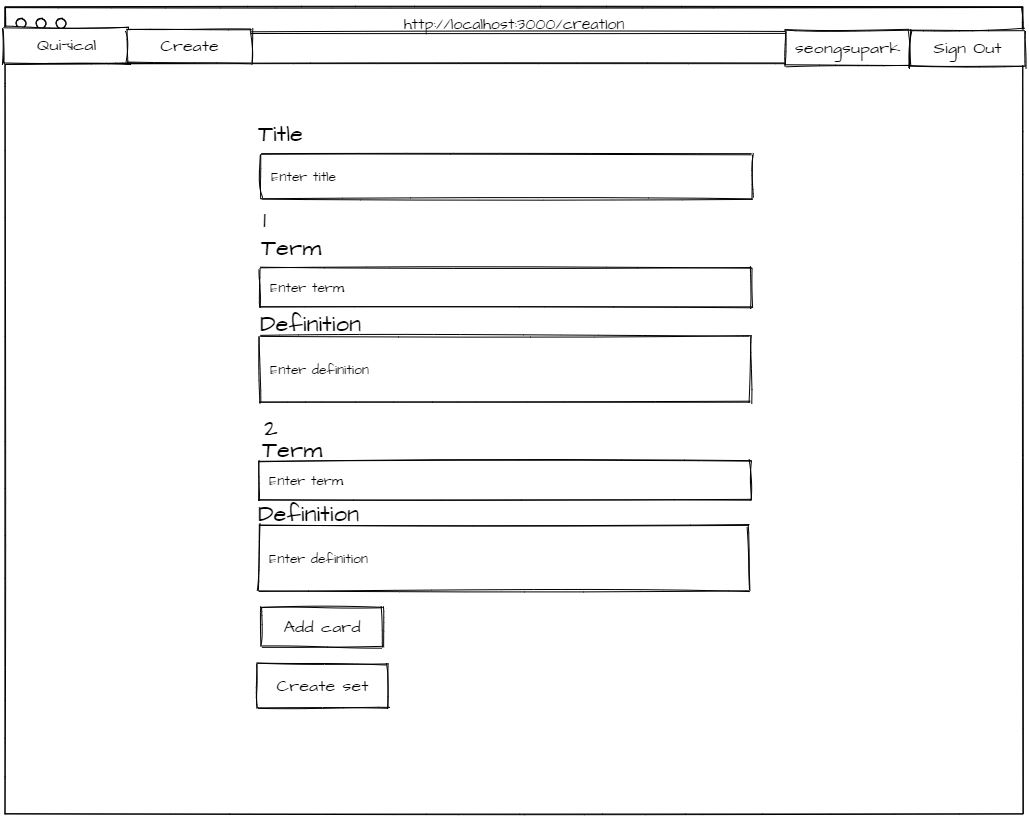 http://localhost:3000/creation
Quizical Create seongsupark Sign Out
Title
Enter title
1
Term
Enter term
Definition
Enter definition
2
Term
Enter term
Definition
Enter definition
Add card
Create set